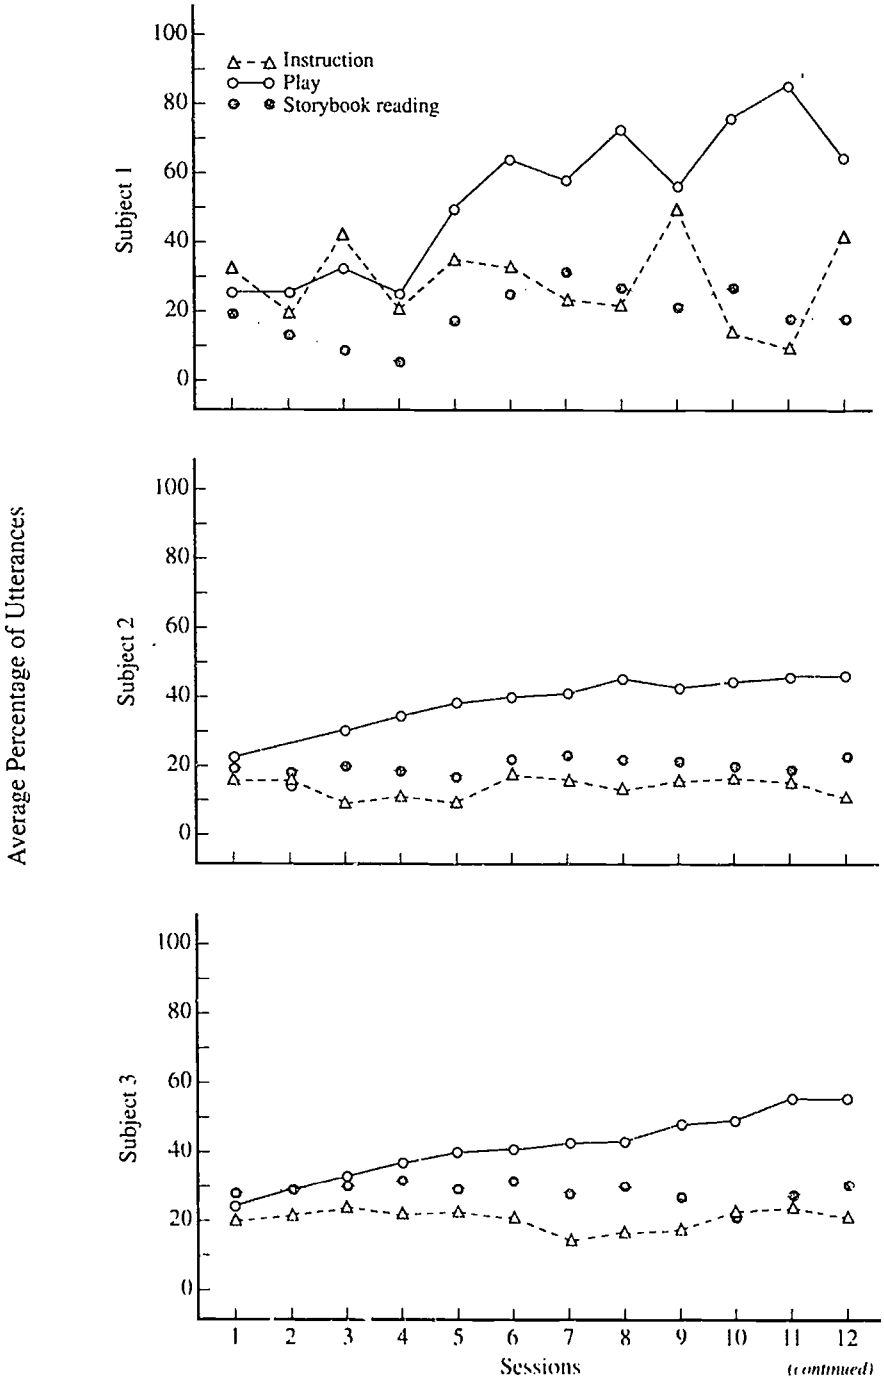 Average Percentage of Utterances
Subject 1
100
80
60
40
20
0
Instruction
Play
Storybook reading
Subject 2
100
80
60
40
20
0
Subject 3
100
80
60
40
20
0
1 2 3 4 5 6 7 8 9 10 11 12
Sessions
(continued)